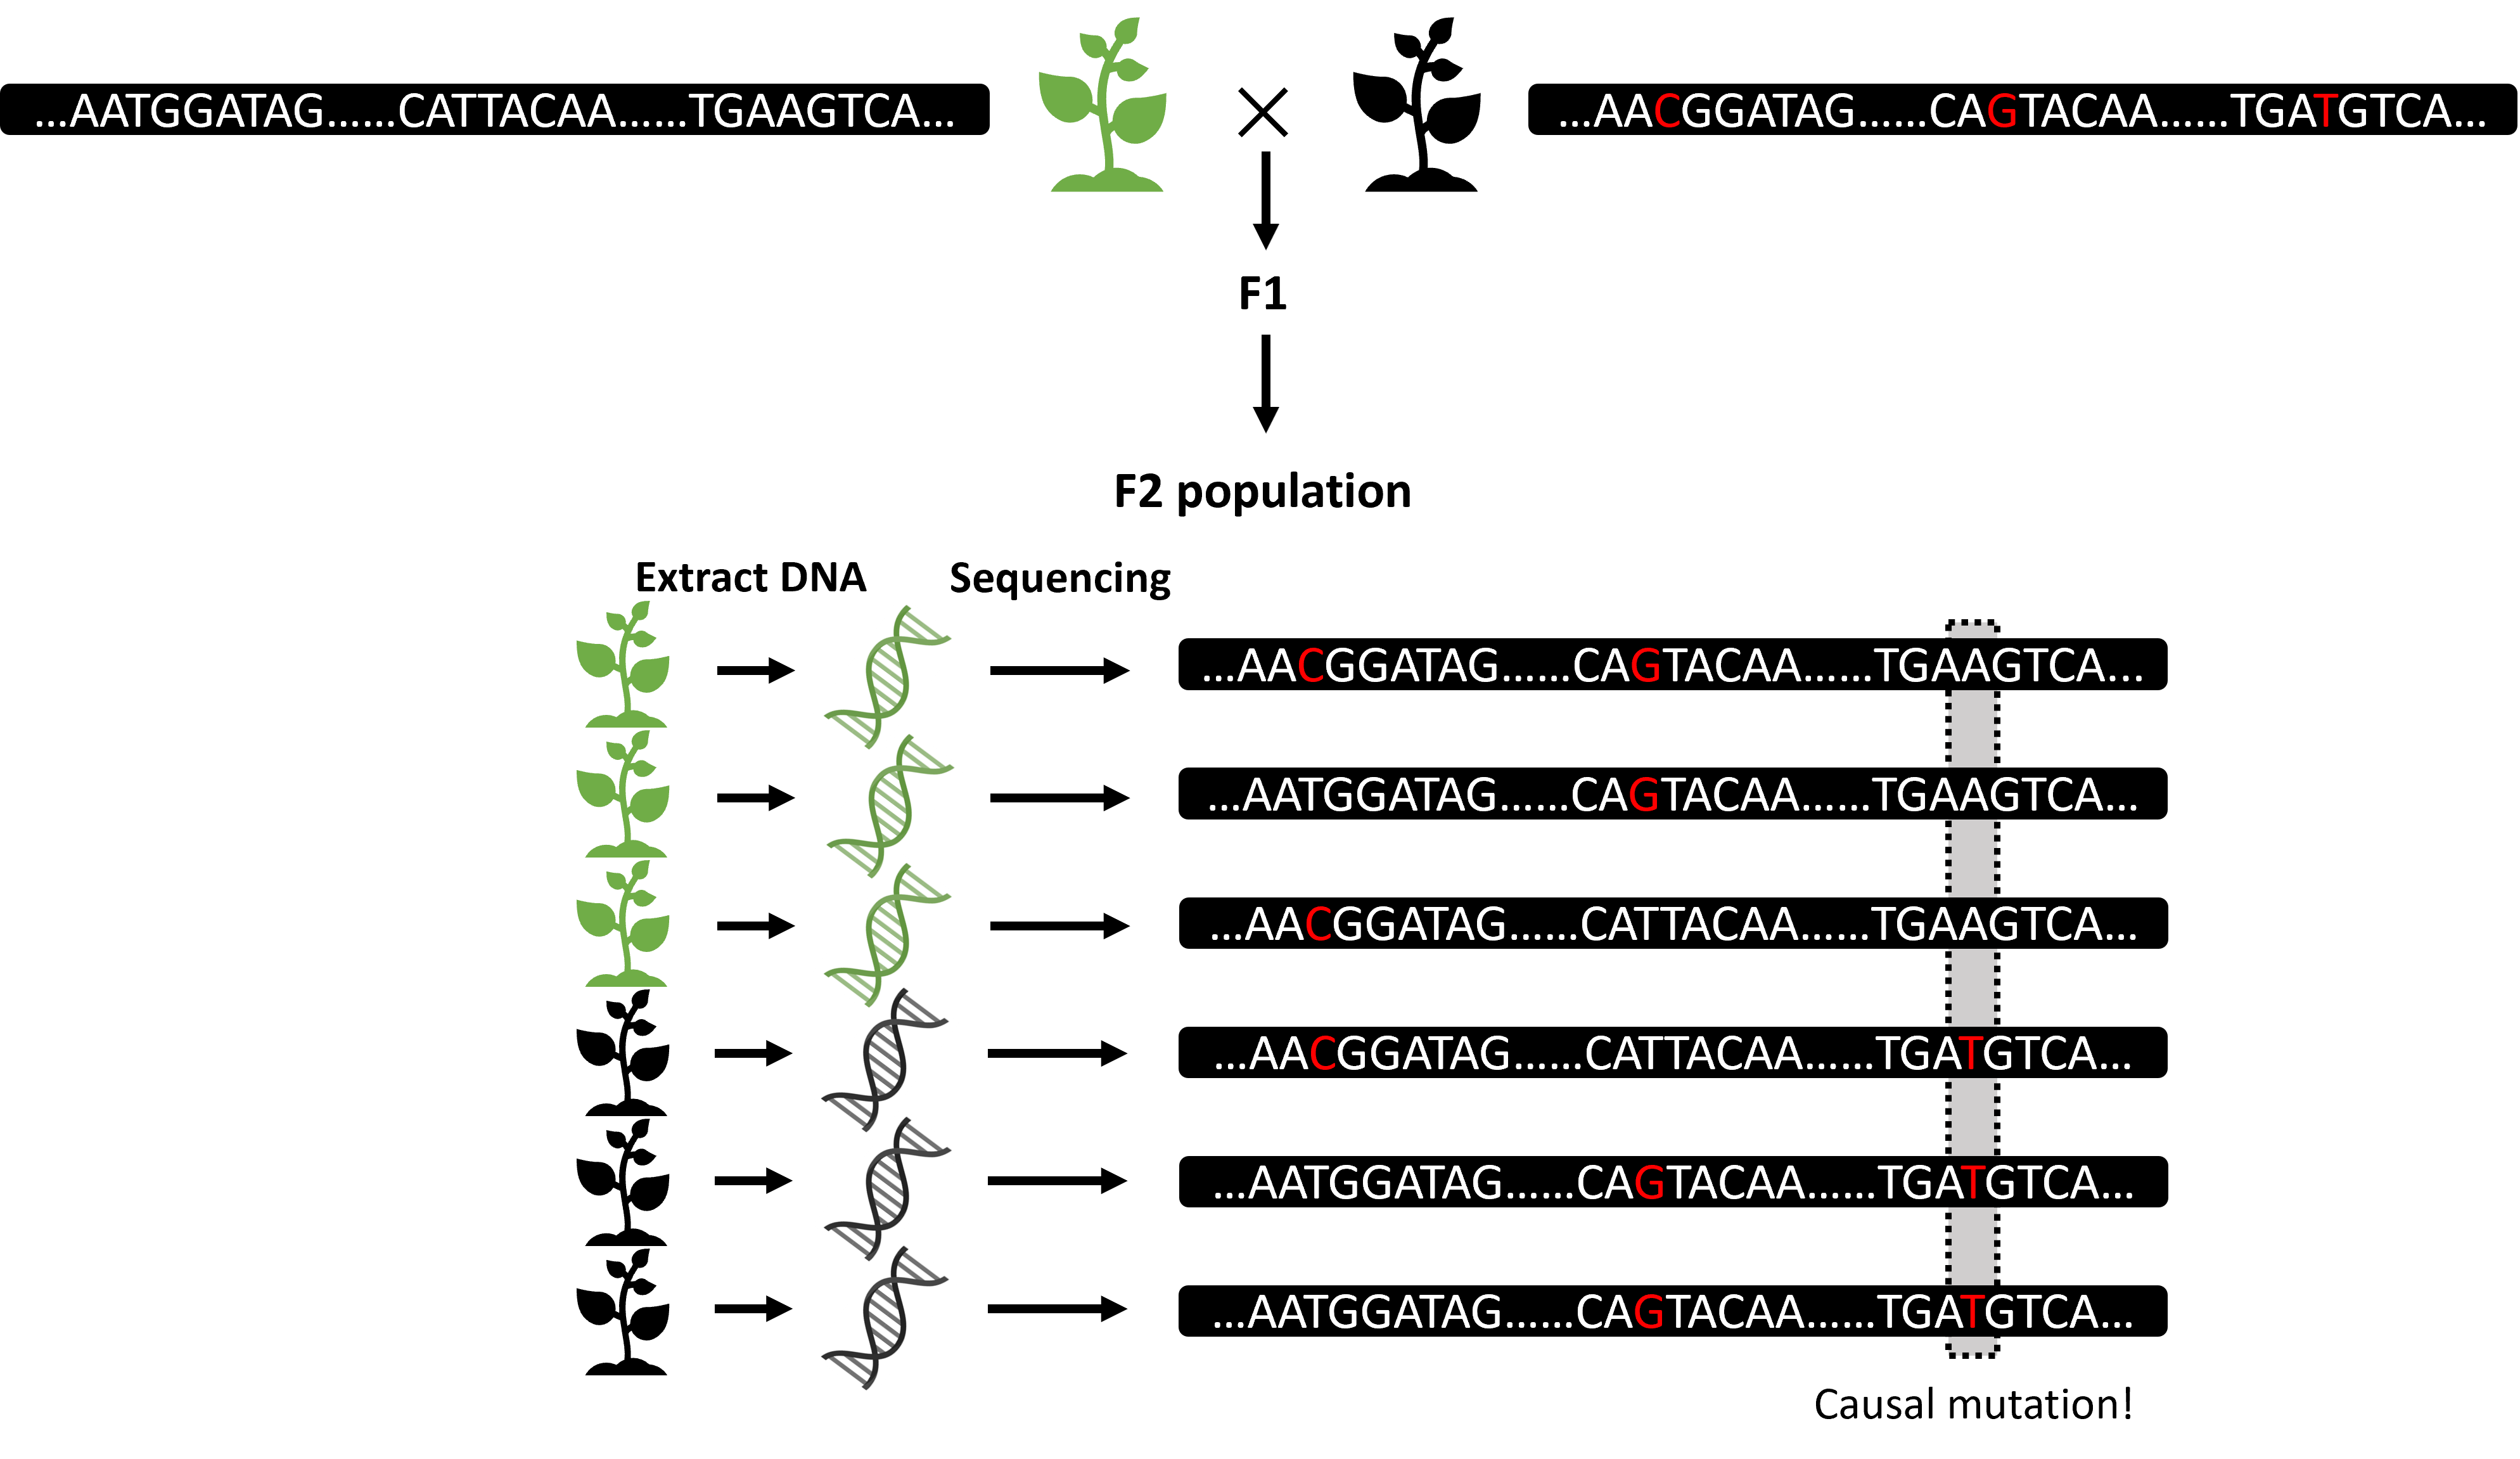 ...AATGGATAG......CATTACAA......TGAAGTCA...
...AACGGATAG......CAGTACAA......TGATGTCA...
F1
F2 population
Extract DNA
Sequencing
...AACGGATAG......CAGTACAA......TGAAGTCA...
...AATGGATAG......CAGTACAA......TGAAGTCA...
...AACGGATAG......CATTACAA......TGAAGTCA...
...AACGGATAG......CATTACAA......TGATGTCA...
...AATGGATAG......CAGTACAA......TGATGTCA...
...AATGGATAG......CAGTACAA......TGATGTCA...
Causal mutation!